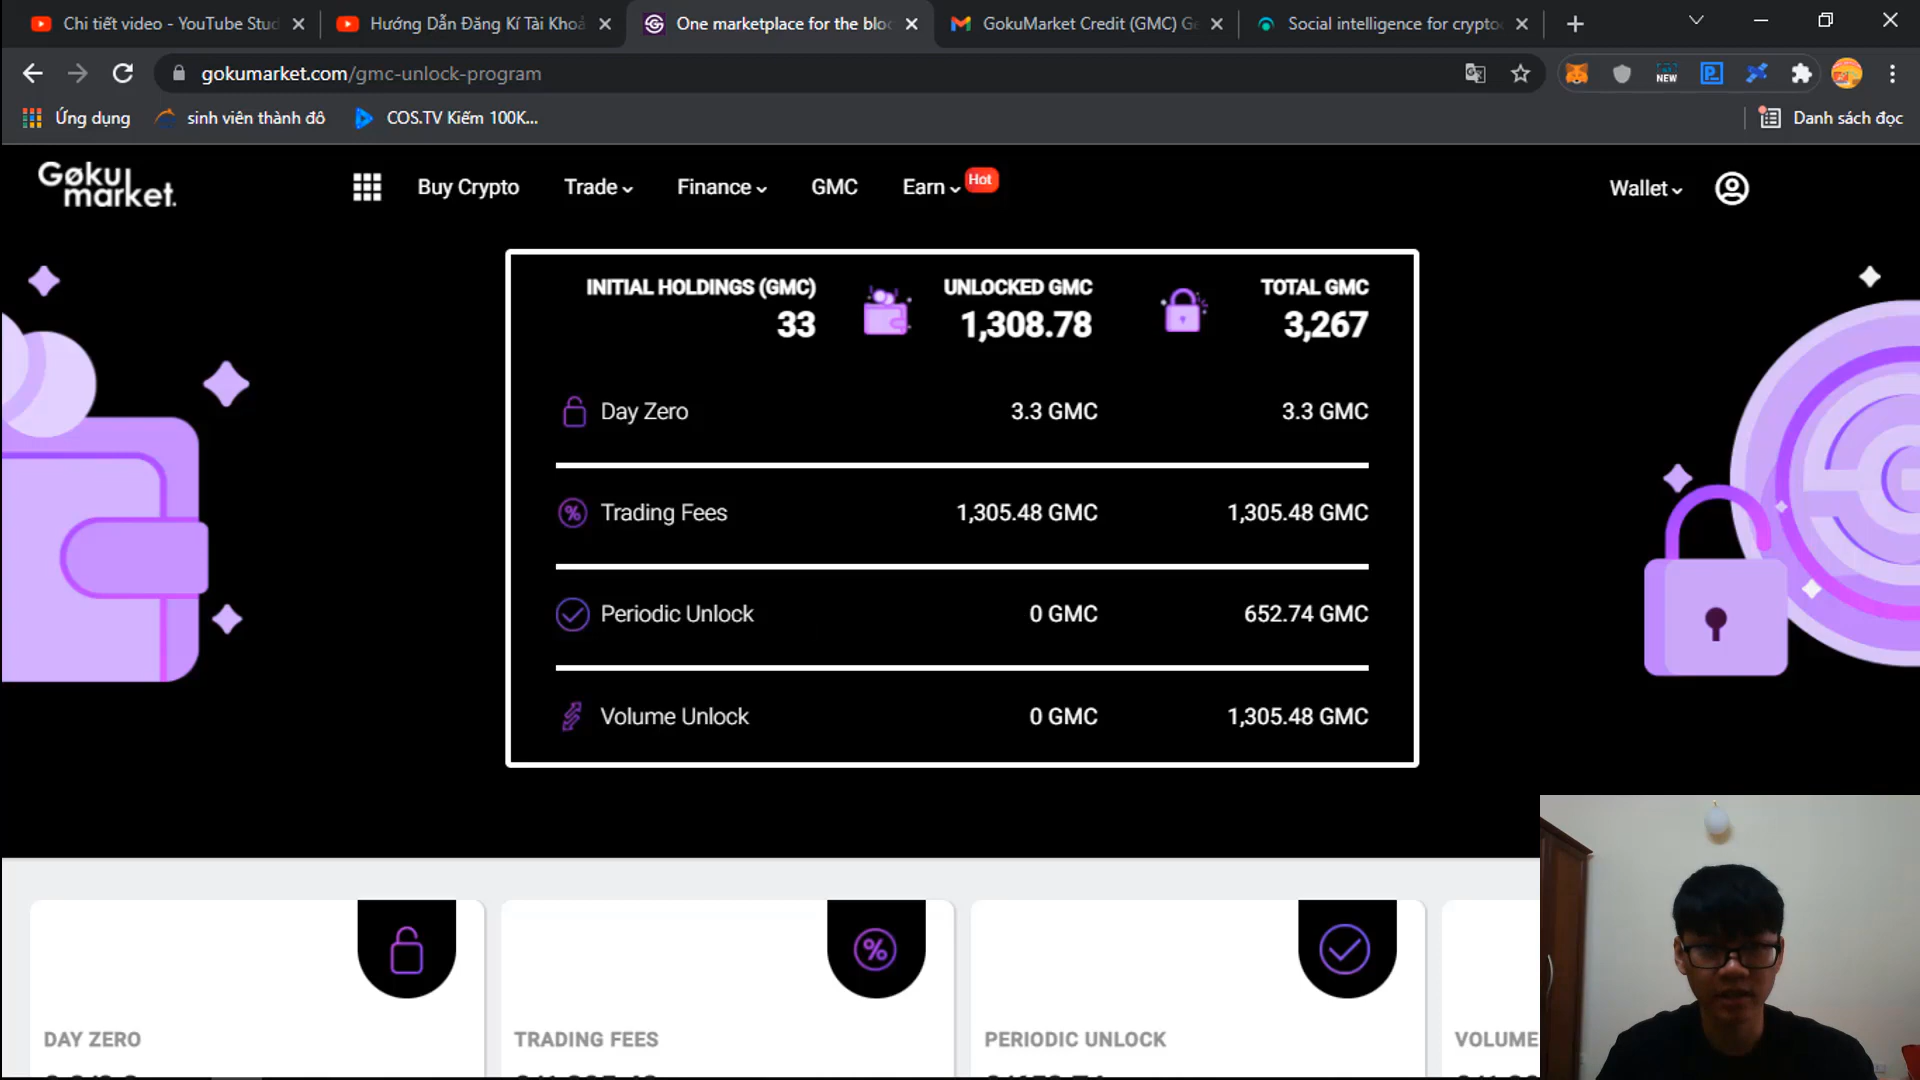 Chi tiết video - YouTube Stud
Hướng Dẫn Đăng Kí Tài Khoả
One marketplace for the bloc
GokuMarket Credit (GMC) Ge
Social intelligence for crypto
gokumarket.com/gmc-unlock-program
NEW
Ứng dụng
sinh viên thành đô
COS.TV Kiếm 100K...
Danh sách đọc
Gøku
market.
Buy Crypto
Trade
Finance
GMC
Earn
Hot
Wallet
INITIAL HOLDINGS (GMC)
33
UNLOCKED GMC
1,308.78
TOTAL GMC
3,267
Day Zero 3.3 GMC 3.3 GMC
Trading Fees 1,305.48 GMC 1,305.48 GMC
Periodic Unlock 0 GMC 652.74 GMC
Volume Unlock 0 GMC 1,305.48 GMC
DAY ZERO
TRADING FEES
PERIODIC UNLOCK
VOLUME